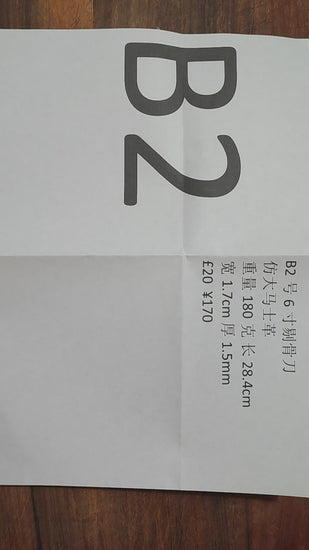 B2
B2 号 6 寸剔骨刀
仿大马士革
重量 180 克 长 28.4cm
宽 1.7cm 厚 1.5mm
£20 ¥170